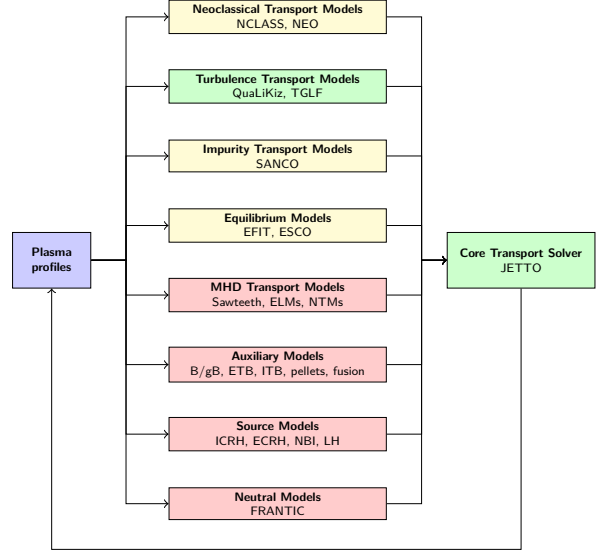 Neoclassical Transport Models
NCLASS, NEO
Turbulence Transport Models
QuaLiKiz, TGLF
Impurity Transport Models
SANCO
Equilibrium Models
EFIT, ESCO
Plasma
profiles
Core Transport Solver
JETTO
MHD Transport Models
Sawteeth, ELMs, NTMs
Auxiliary Models
B/gB, ETB, ITB, pellets, fusion
Source Models
ICRH, ECRH, NBI, LH
Neutral Models
FRANTIC